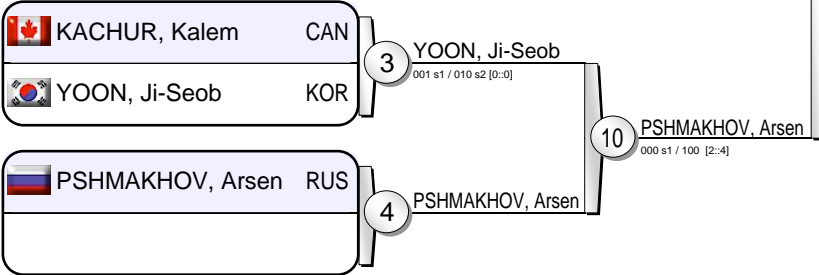 KACHUR, Kalem CAN
YOON, Ji-Seob KOR
3
YOON, Ji-Seob
001 s1 / 010 s2 [0::0]
PSHMAKHOV, Arsen RUS
4
PSHMAKHOV, Arsen
10
PSHMAKHOV, Arsen
000 s1 / 100 [2::4]